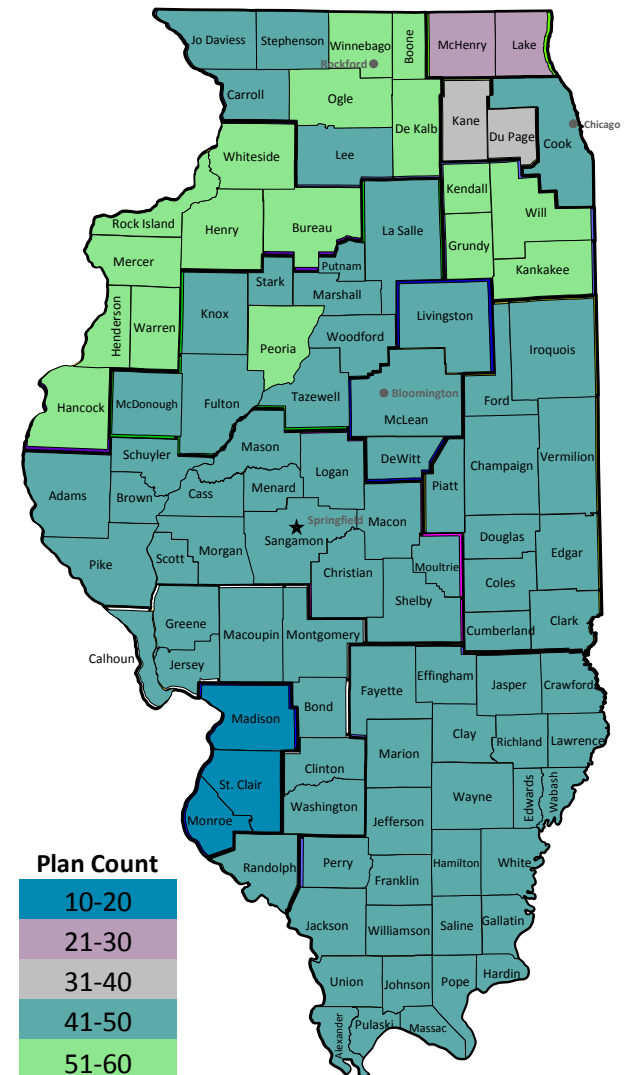 Jo Daviess
Stephenson
Winnebago
Boone
McHenry
Lake
Rockford
Carroll
Ogle
De Kalb
Kane
Du Page
Cook
Chicago
Whiteside
Lee
Kendall
Will
Rock Island
Henry
Bureau
La Salle
Grundy
Kankakee
Mercer
Putnam
Stark
Marshall
Henderson
Warren
Knox
Peoria
Woodford
Livingston
Iroquois
Hancock
McDonough
Fulton
Tazewell
Bloomington
McLean
Ford
Schuyler
Mason
Logan
DeWitt
Champaign
Vermilion
Adams
Brown
Cass
Menard
Piatt
Macon
Springfield
Sangamon
Pike
Scott
Morgan
Christian
Moultrie
Douglas
Edgar
Coles
Shelby
Greene
Macoupin
Montgomery
Cumberland
Clark
Calhoun
Jersey
Fayette
Effingham
Jasper
Crawford
Madison
Bond
Clay
Richland
Lawrence
Marion
St. Clair
Clinton
Washington
Wayne
Edwards
Wabash
Monroe
Jefferson
Randolph
Perry
Hamilton
White
Franklin
Jackson
Williamson
Saline
Gallatin
Union
Johnson
Pope
Hardin
Alexander
Pulaski
Massac
Plan Count
10-20
21-30
31-40
41-50
51-60